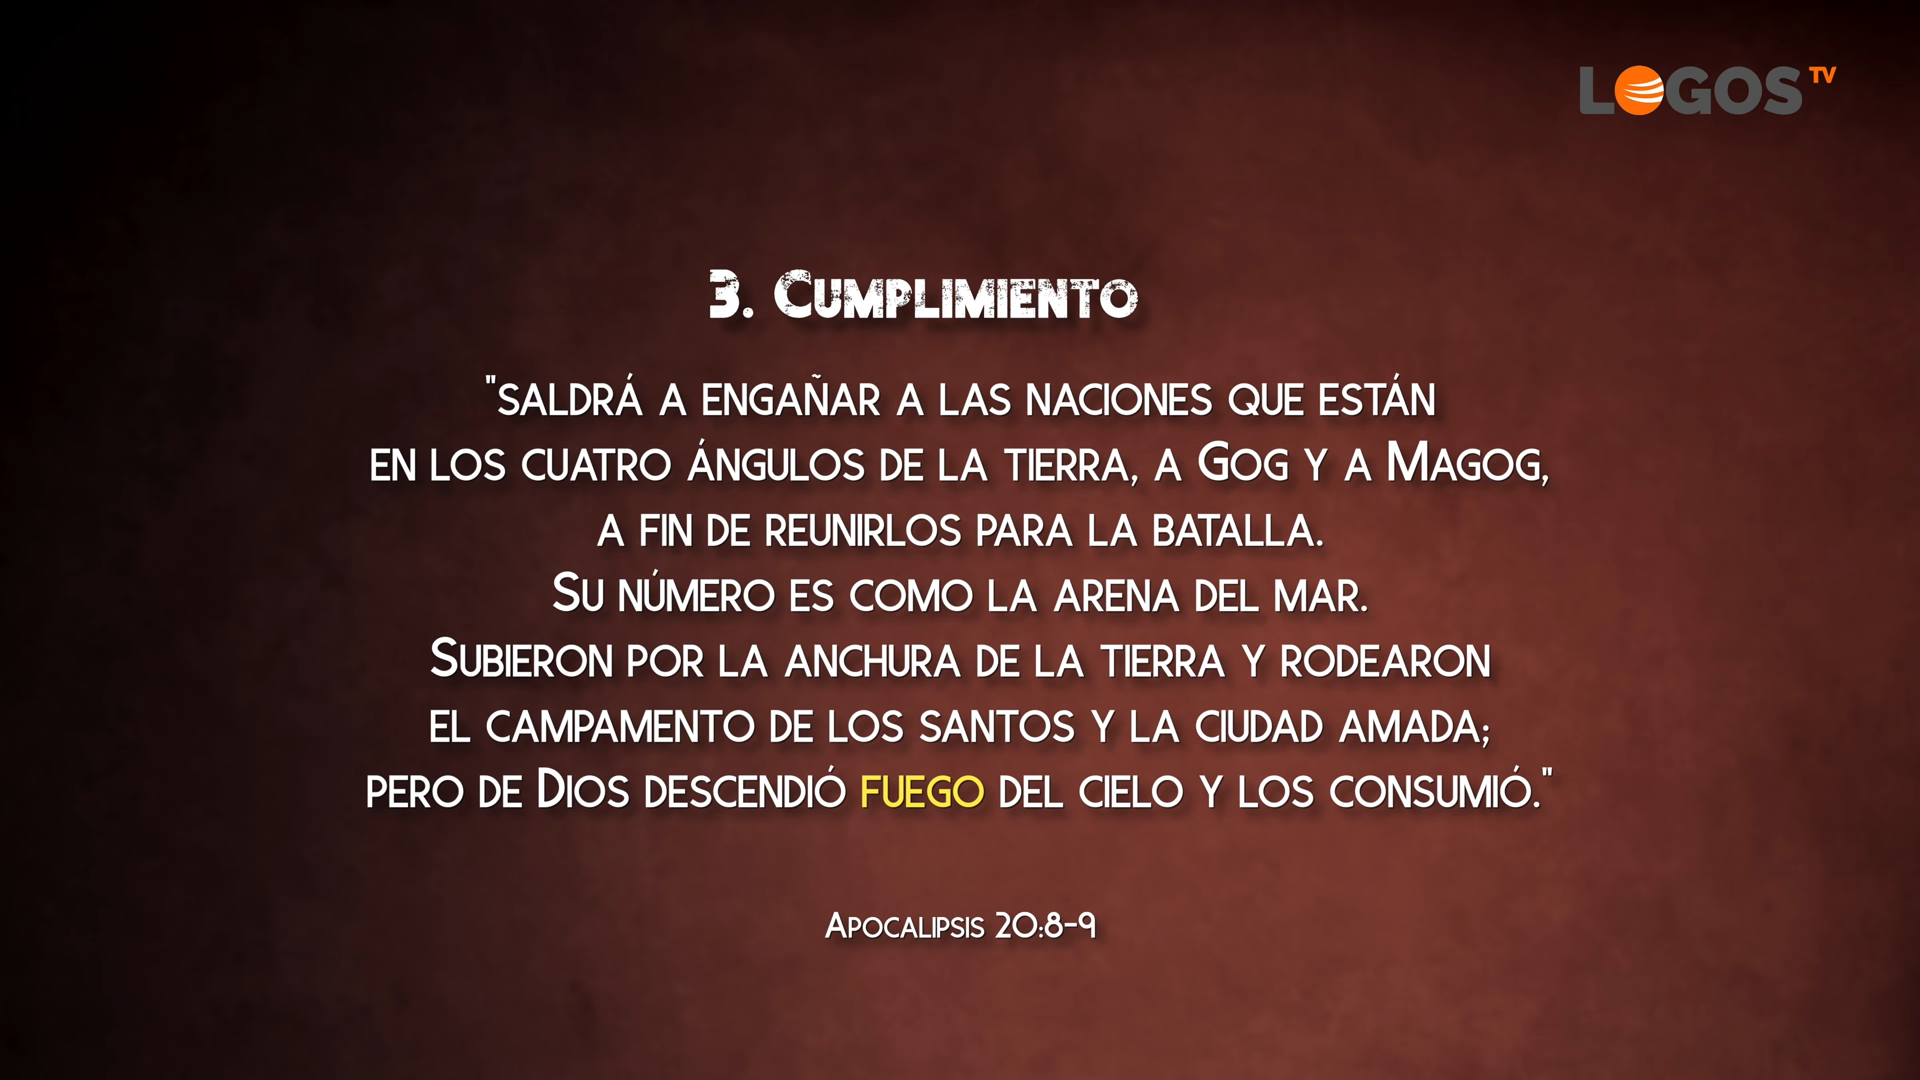 LOGOS TV
3. Cumplimiento
"saldrá a engañar a las naciones que están
en los cuatro ángulos de la tierra, a Gog y a Magog,
a fin de reunirlos para la batalla.
Su número es como la arena del mar.
Subieron por la anchura de la tierra y rodearon
el campamento de los santos y la ciudad amada;
pero de Dios descendió fuego del cielo y los consumió."
Apocalipsis 20:8-9